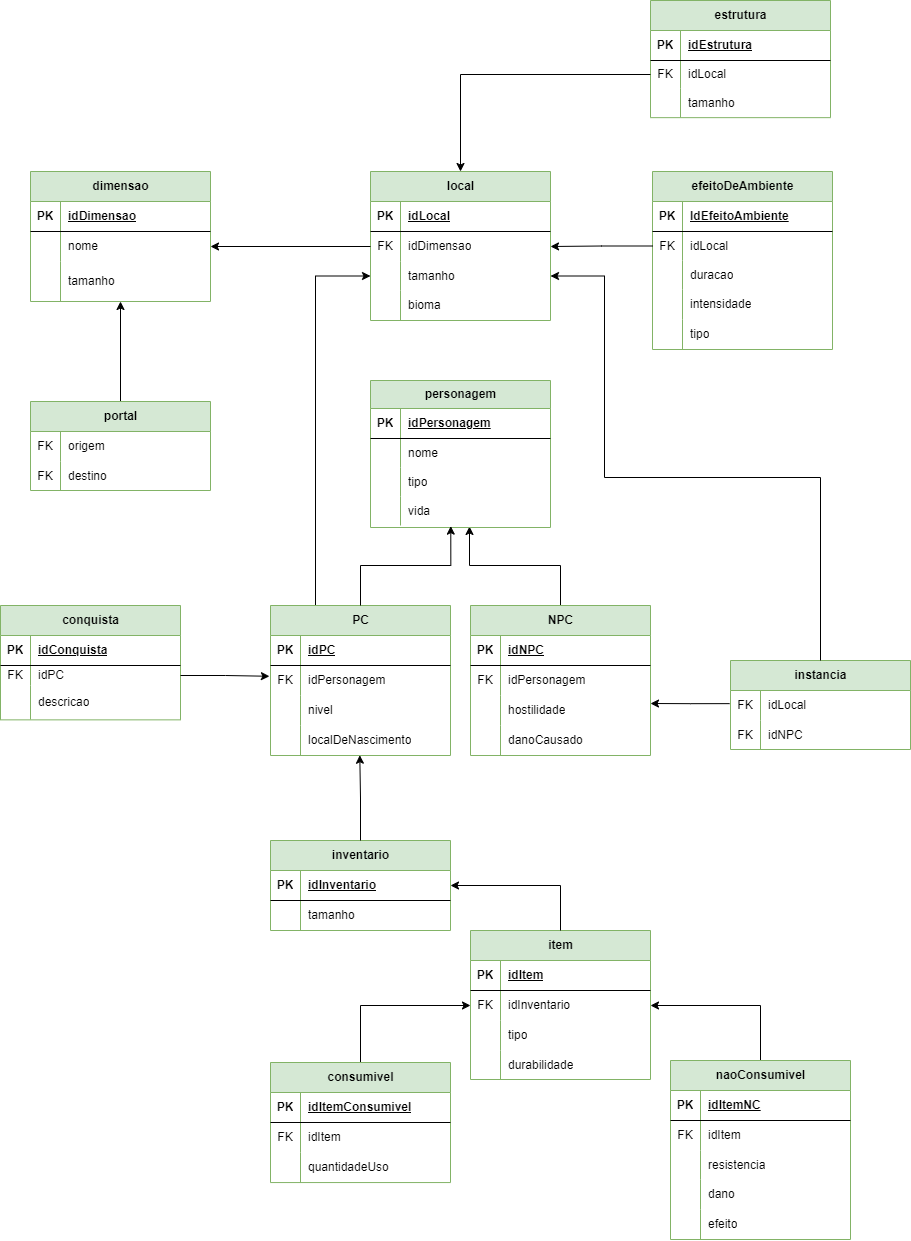 estrutura
PK idEstrutura
FK idLocal
tamanho
dimensao
PK idDimensao
nome
tamanho
local
PK idLocal
FK idDimensao
tamanho
bioma
efeitoDeAmbiente
PK IdEfeitoAmbiente
FK idLocal
duracao
intensidade
tipo
portal
FK origem
FK destino
personagem
PK idPersonagem
nome
tipo
vida
conquista
PK idConquista
FK idPC
descricao
PC
PK idPC
FK idPersonagem
nivel
localDeNascimento
NPC
PK idNPC
FK idPersonagem
hostilidade
danoCausado
instancia
FK idLocal
FK idNPC
inventario
PK idInventario
tamanho
item
PK idItem
FK idInventario
tipo
durabilidade
consumivel
PK idItemConsumivel
FK idItem
quantidadeUso
naoConsumivel
PK idItemNC
FK idItem
resistencia
dano
efeito